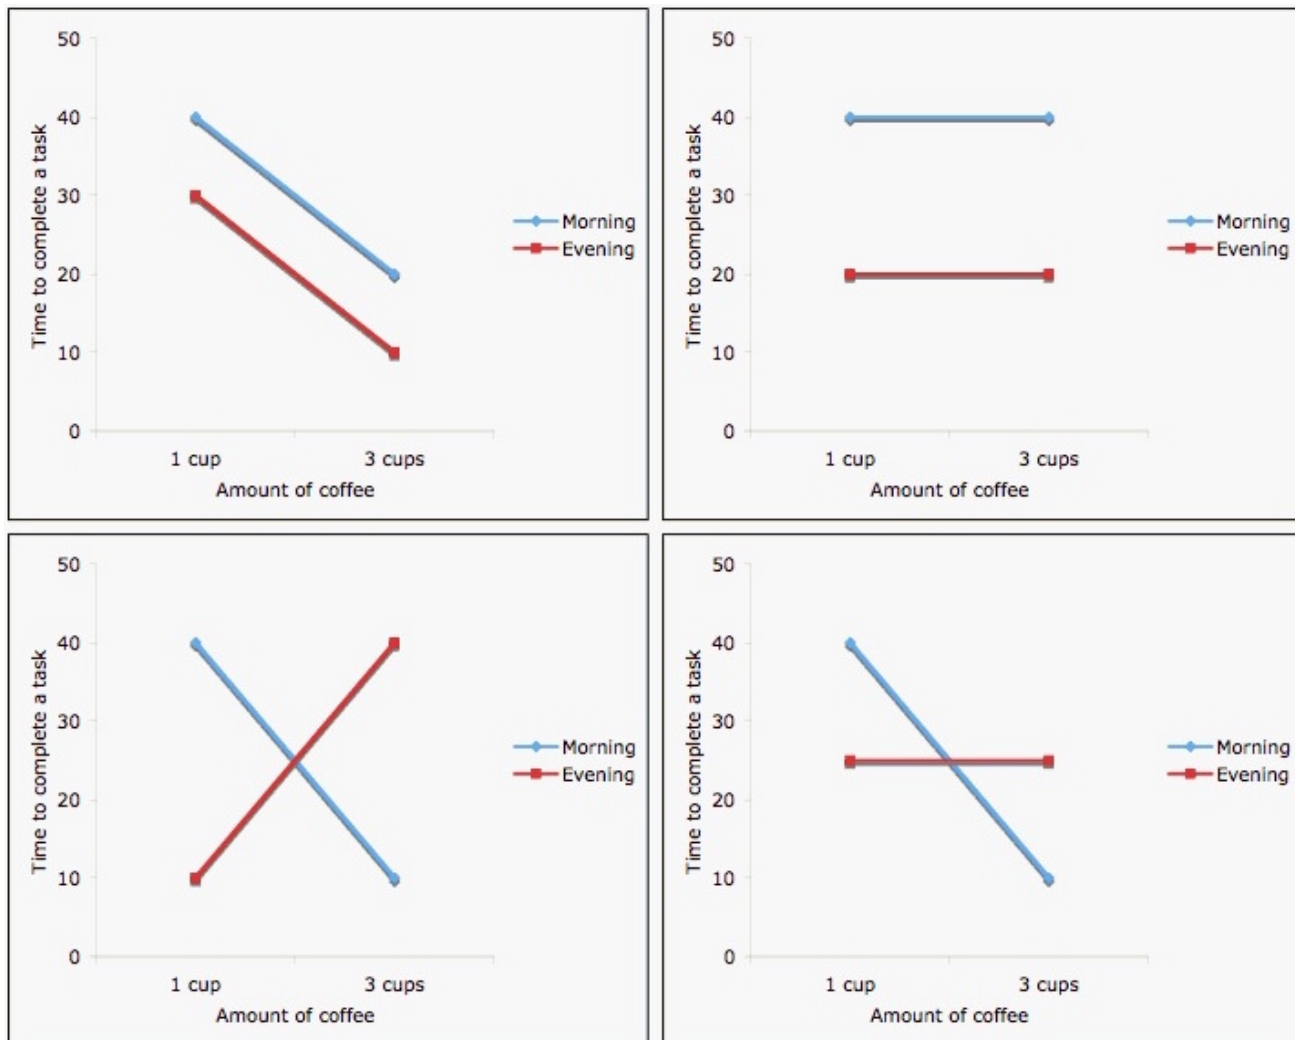 50
40
30
20
10
0
Time to complete a task
1 cup
3 cups
Amount of coffee
Morning
Evening
50
40
30
20
10
0
Time to complete a task
1 cup
3 cups
Amount of coffee
Morning
Evening
50
40
30
20
10
0
Time to complete a task
1 cup
3 cups
Amount of coffee
Morning
Evening
50
40
30
20
10
0
Time to complete a task
1 cup
3 cups
Amount of coffee
Morning
Evening